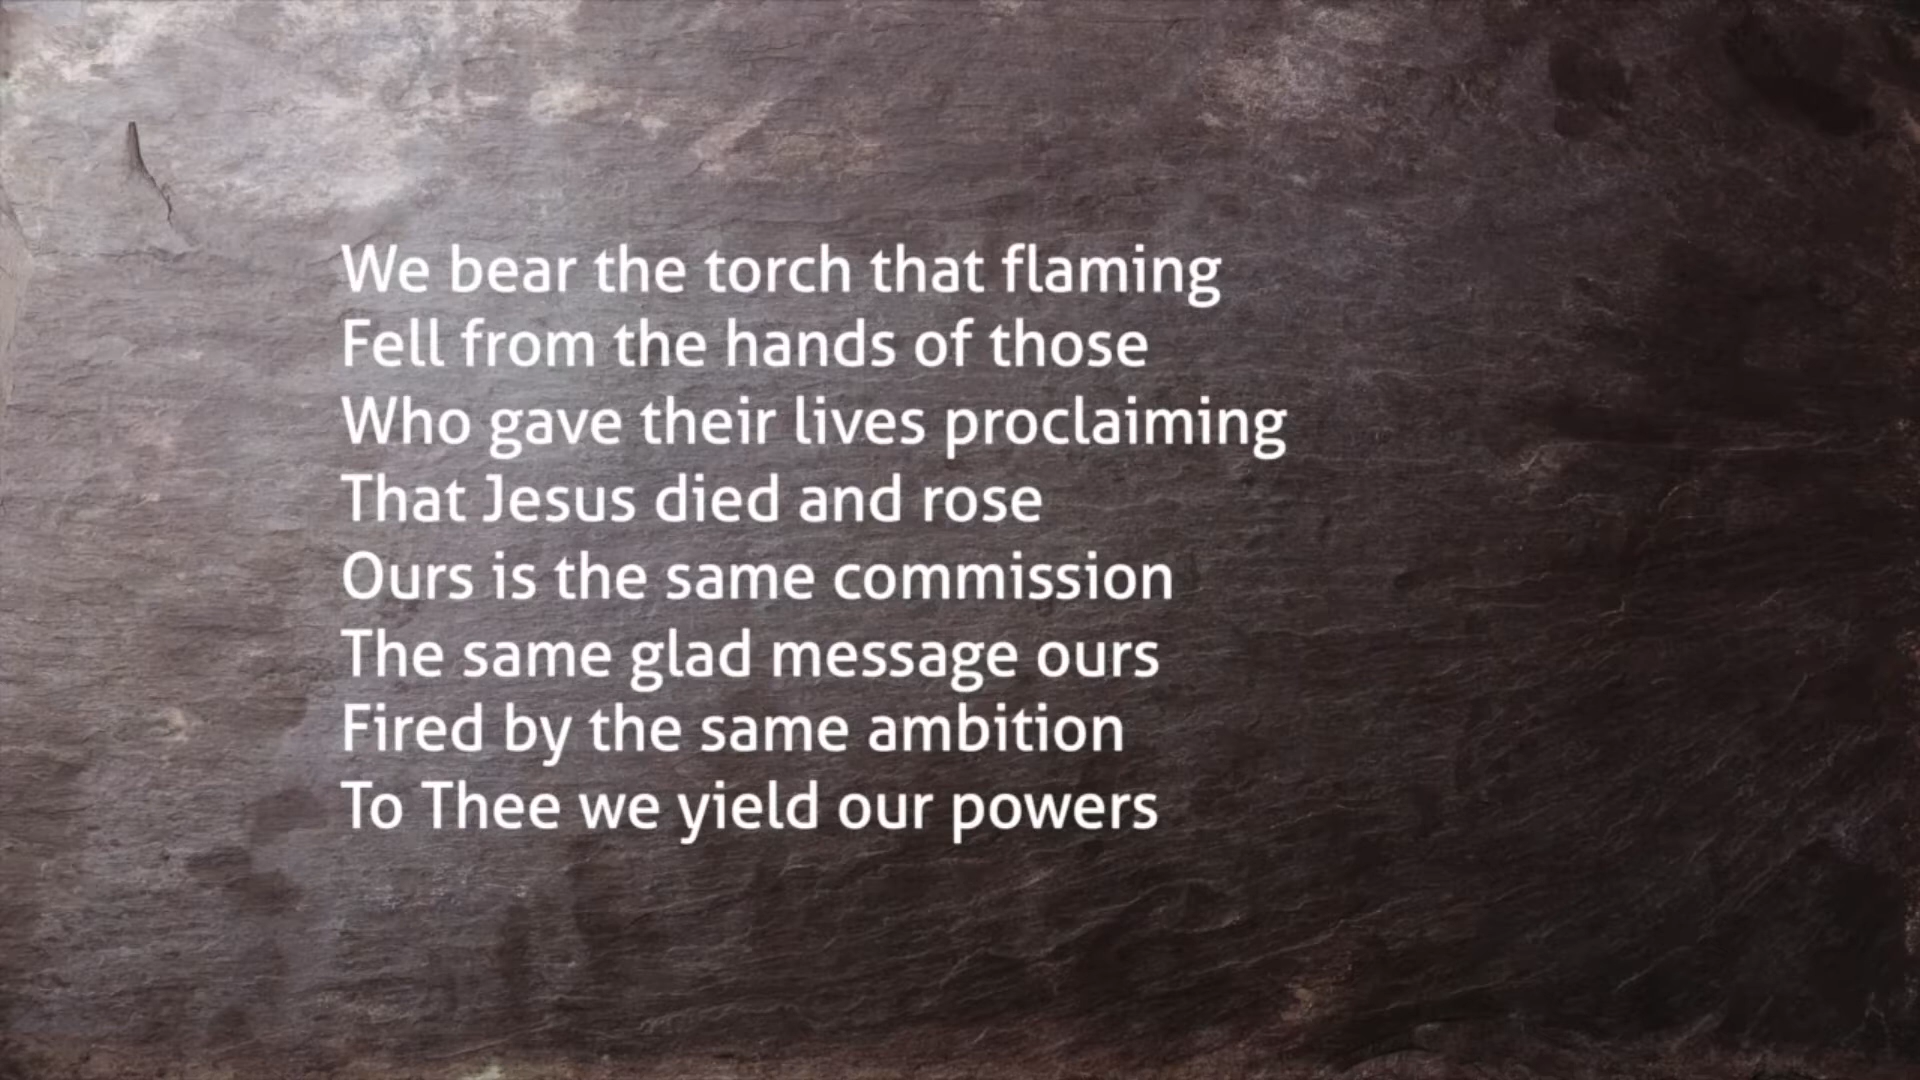 We bear the torch that flaming
Fell from the hands of those
Who gave their lives proclaiming
That Jesus died and rose
Ours is the same commission
The same glad message ours
Fired by the same ambition
To Thee we yield our powers